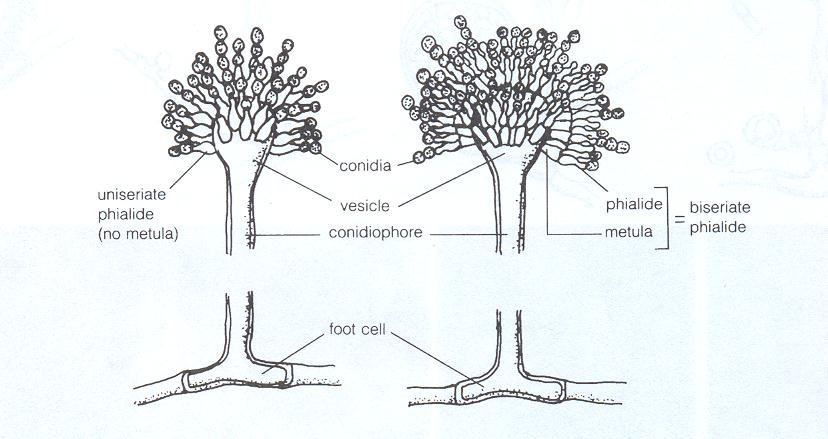 conidia
uniseriate
phialide
(no metula)
vesicle
conidiophore
phialide
metula
= biseriate
phialide
foot cell